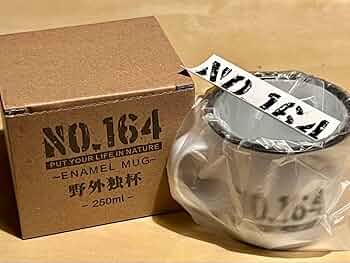 NO.164
PUT YOUR LIFE IN NATURE
-ENAMEL MUG-
野外独杯
- 250ml -
NO.164
NO.164